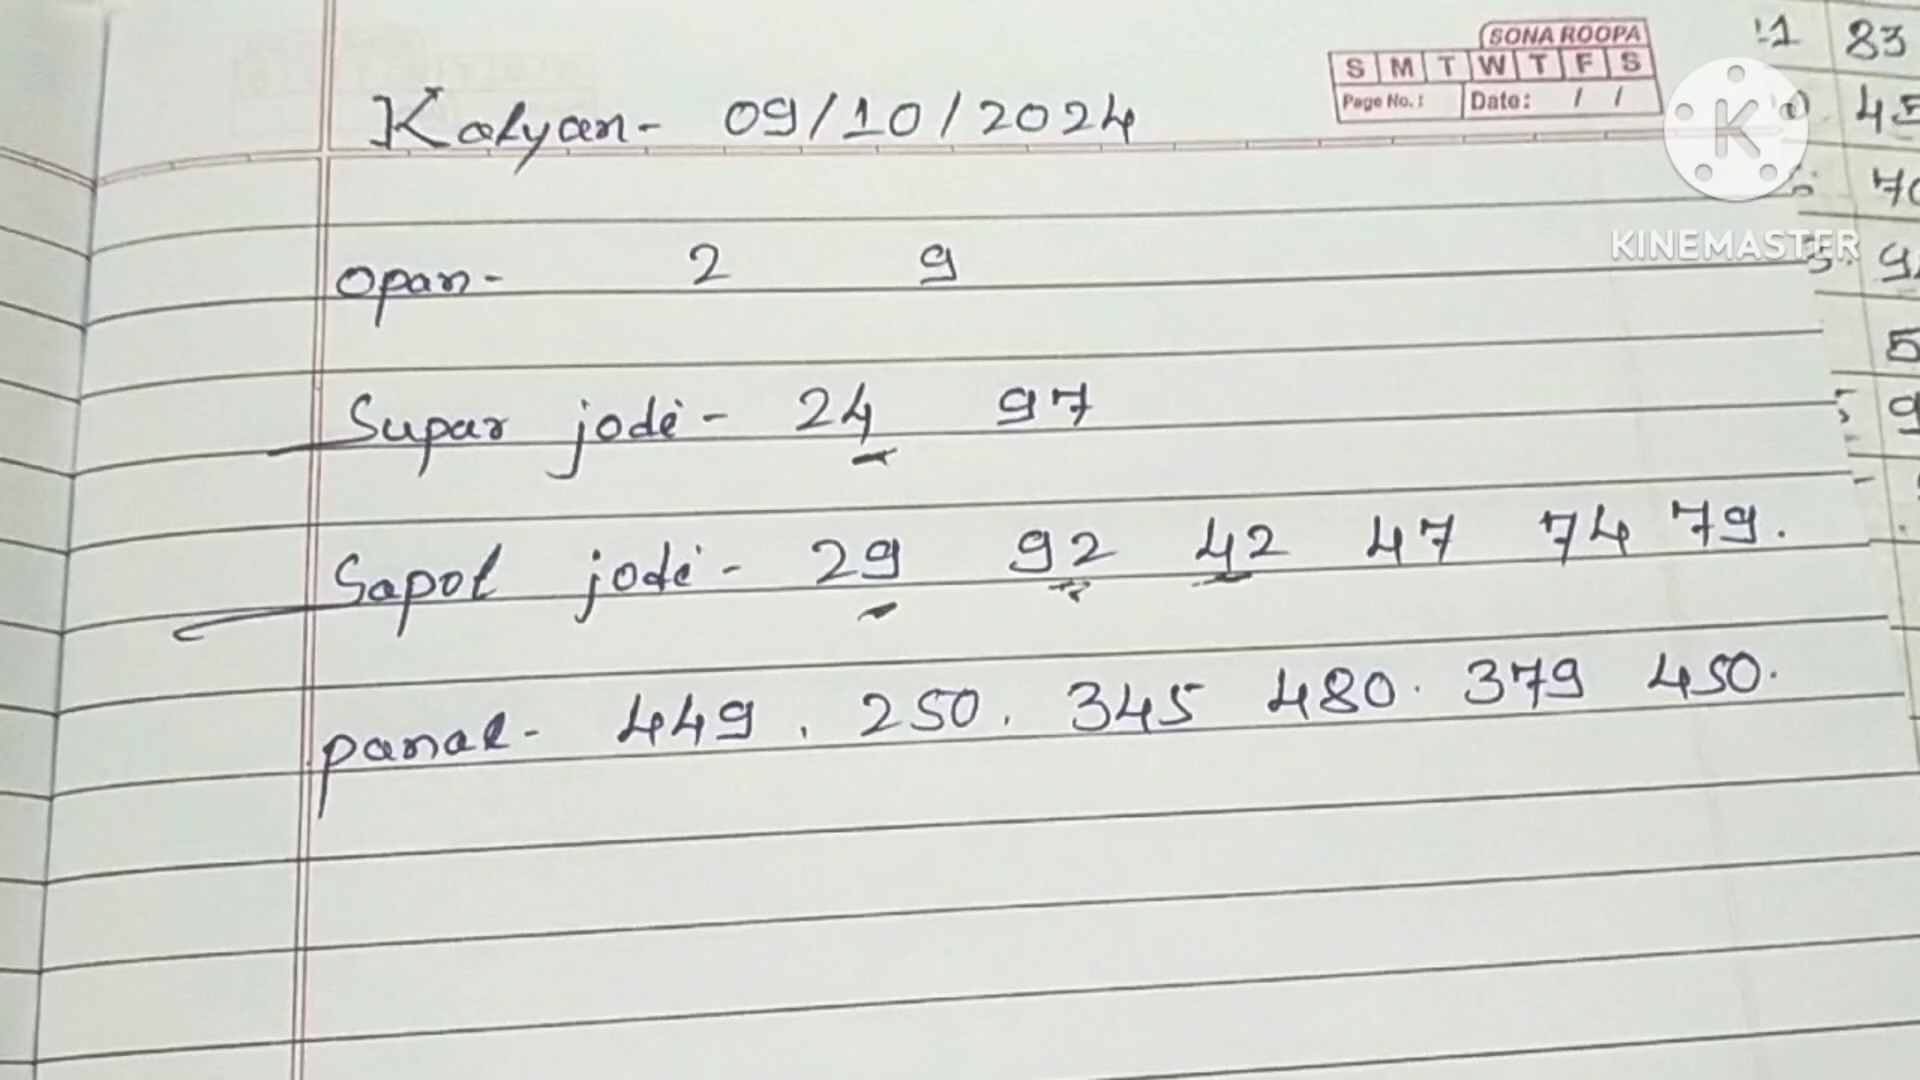 SONA ROOPA
S M T W T F S
Page No.: Date: / /
Kalyan- 09/10/2024
KINEMASTER
opan- 2 9
Supar jodi- 24 97
Sapot jodi- 29 92 42 47 74 79.
panal- 449. 250. 345 480. 379 450.
83